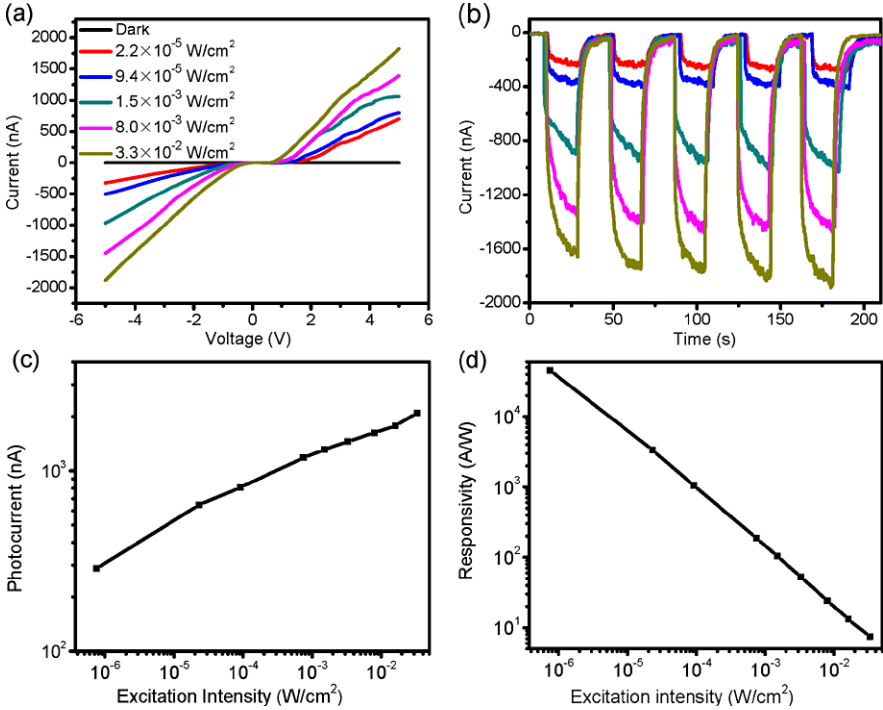 (a)
2000
1500
1000
500
0
-500
-1000
-1500
-2000
Current (nA)
Dark
2.2×10⁻⁵ W/cm²
9.4×10⁻⁵ W/cm²
1.5×10⁻³ W/cm²
8.0×10⁻³ W/cm²
3.3×10⁻² W/cm²
-6 -4 -2 0 2 4 6
Voltage (V)
(b)
0
-400
-800
-1200
-1600
-2000
Current (nA)
0 50 100 150 200
Time (s)
(c)
10³
10²
Photocurrent (nA)
10⁻⁶ 10⁻⁵ 10⁻⁴ 10⁻³ 10⁻²
Excitation Intensity (W/cm²)
(d)
10⁴
10³
10²
10¹
Responsivity (A/W)
10⁻⁶ 10⁻⁵ 10⁻⁴ 10⁻³ 10⁻²
Excitation intensity (W/cm²)